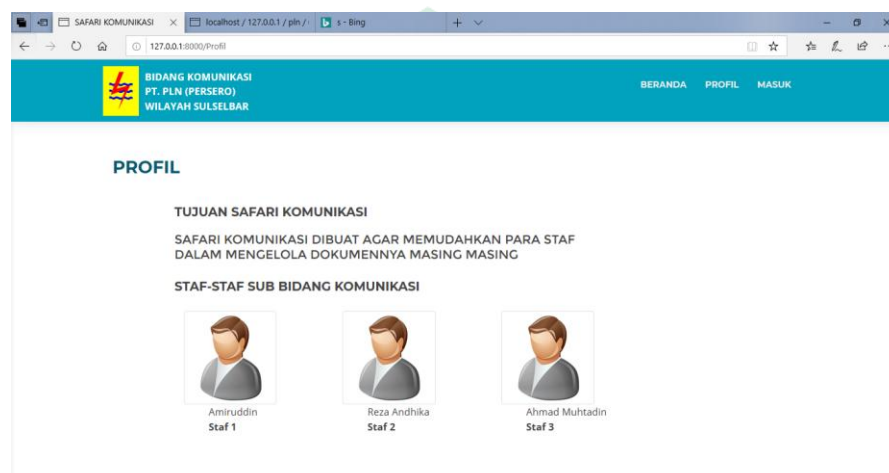 SAFARI KOMUNIKASI
localhost / 127.0.0.1 / pln /
s - Bing
127.0.0.1:8000/Profil
BIDANG KOMUNIKASI
PT. PLN (PERSERO)
WILAYAH SULSELBAR
BERANDA PROFIL MASUK
PROFIL
TUJUAN SAFARI KOMUNIKASI
SAFARI KOMUNIKASI DIBUAT AGAR MEMUDAHKAN PARA STAF
DALAM MENGELOLA DOKUMENNYA MASING MASING
STAF-STAF SUB BIDANG KOMUNIKASI
Amiruddin
Staf 1
Reza Andhika
Staf 2
Ahmad Muhtadin
Staf 3